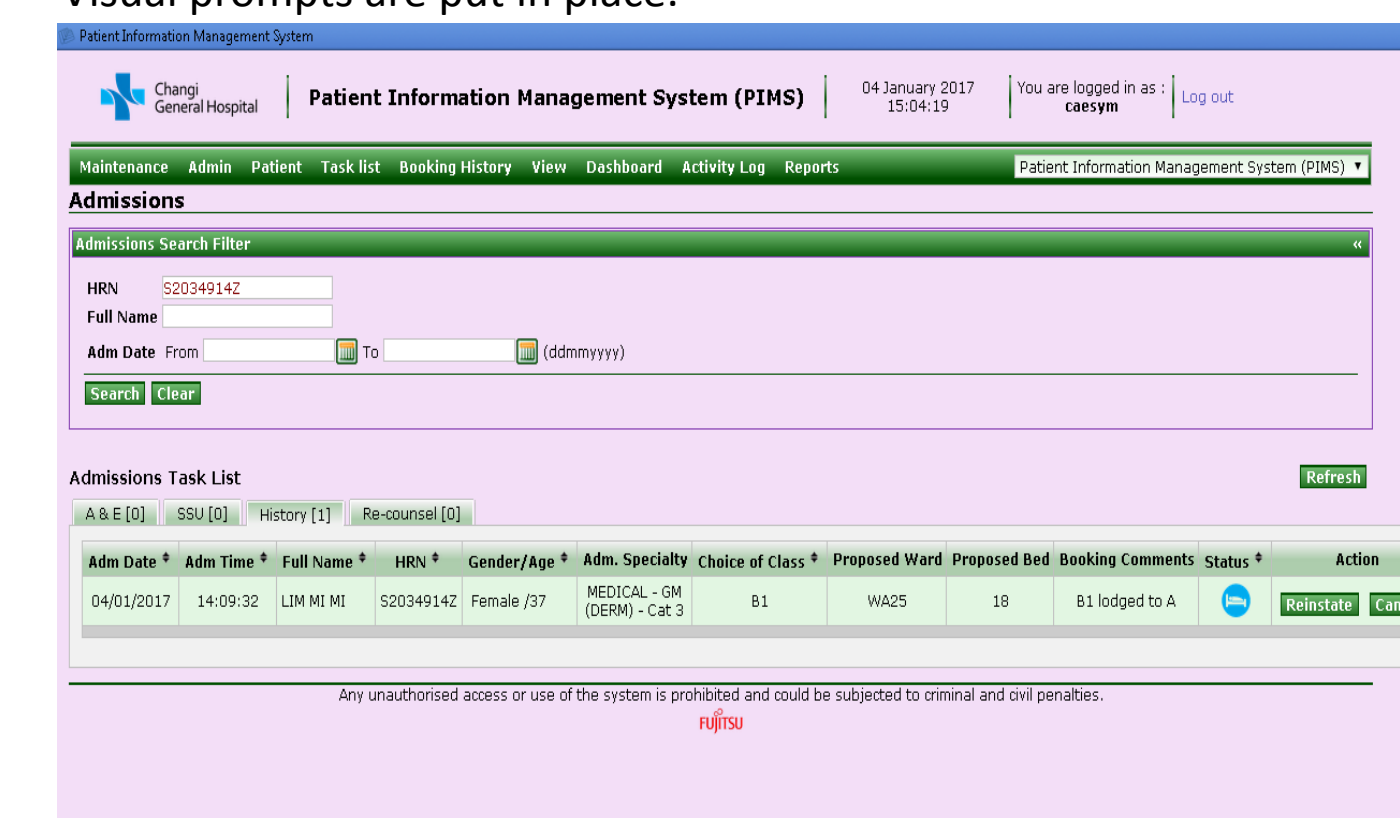 Visual prompts are put in place.
Patient Information Management System
Changi
General Hospital
Patient Information Management System (PIMS)
04 January 2017
15:04:19
You are logged in as :
caesym
Log out
Maintenance Admin Patient Task list Booking History View Dashboard Activity Log Reports
Patient Information Management System (PIMS)
Admissions
Admissions Search Filter «
HRN S2034914Z
Full Name
Adm Date From To (ddmmyyyy)
Search Clear
Admissions Task List Refresh
A & E [0] SSU [0] History [1] Re-counsel [0]
Adm Date Adm Time Full Name HRN Gender/Age Adm. Specialty Choice of Class Proposed Ward Proposed Bed Booking Comments Status Action
04/01/2017 14:09:32 LIM MI MI S2034914Z Female /37 MEDICAL - GM (DERM) - Cat 3 B1 WA25 18 B1 lodged to A Reinstate Can
Any unauthorised access or use of the system is prohibited and could be subjected to criminal and civil penalties.
FUJITSU